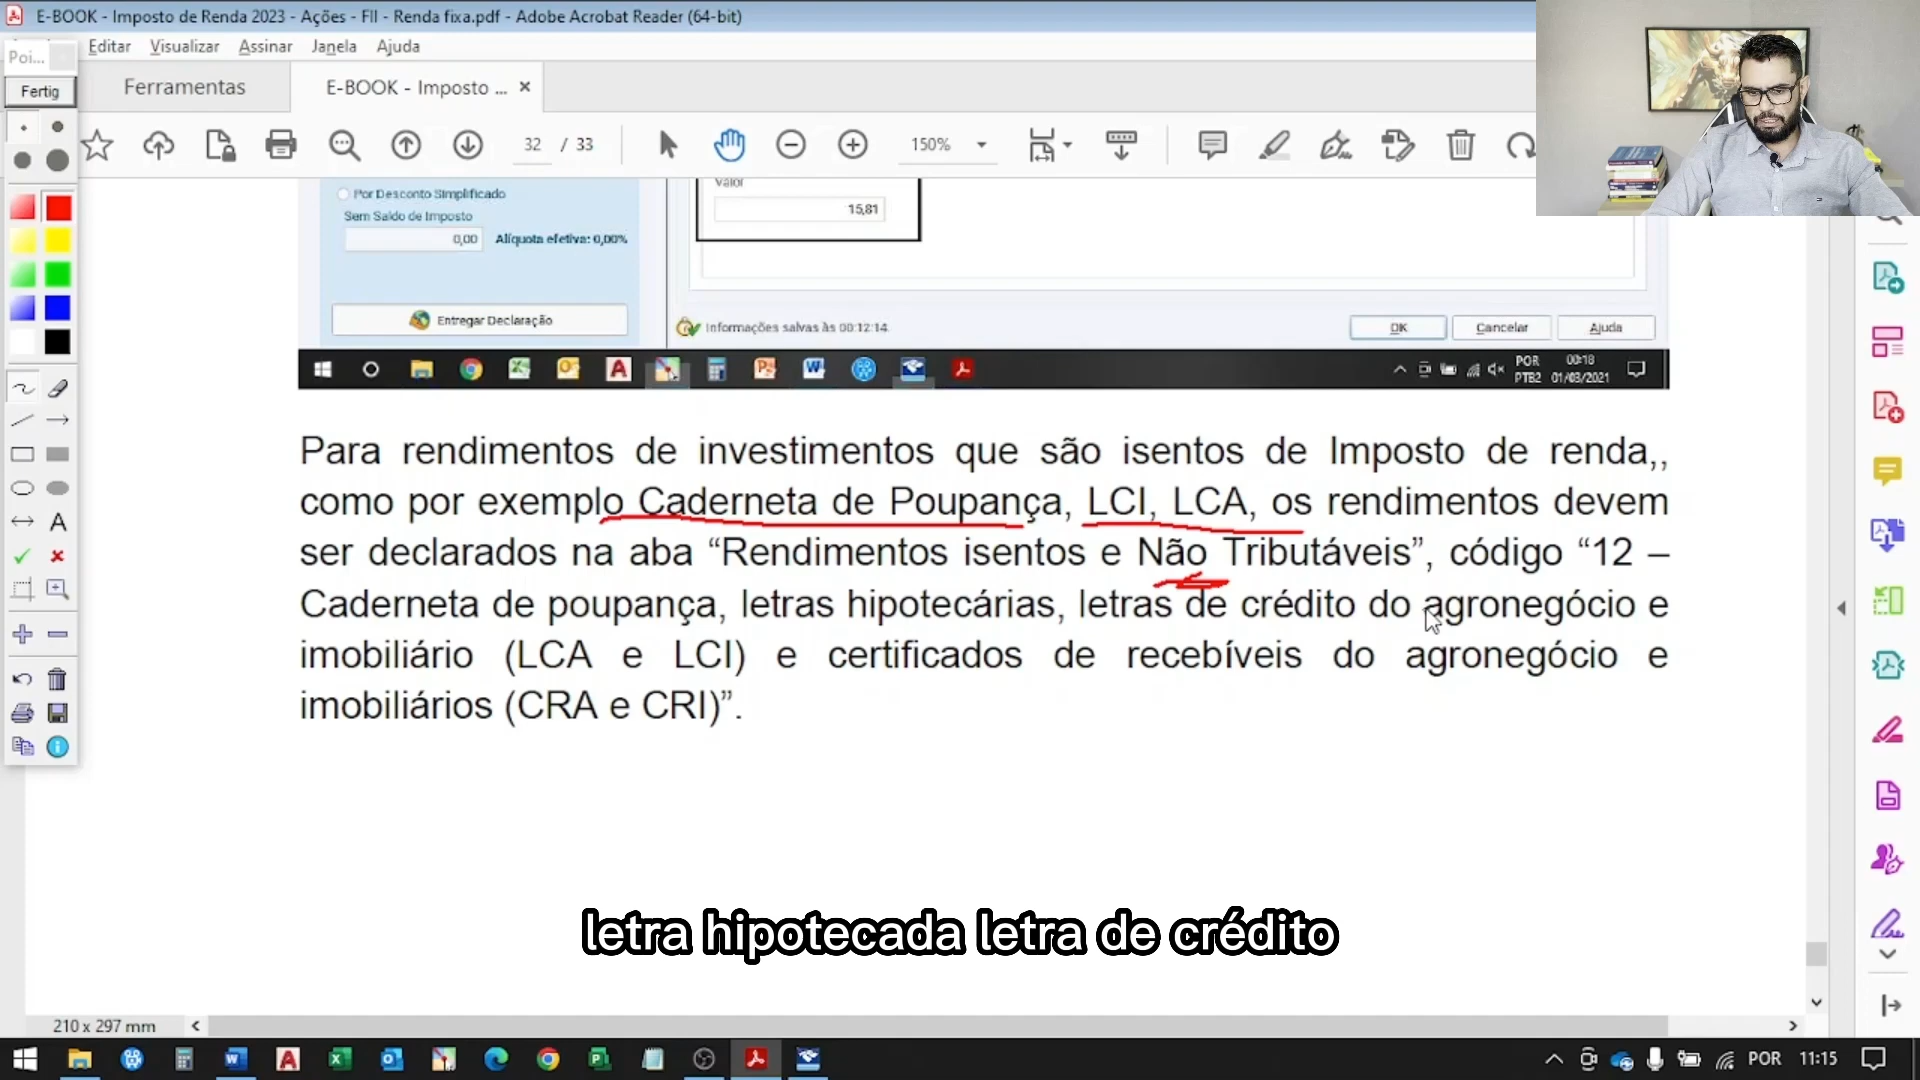 E-BOOK - Imposto de Renda 2023 - Ações - FII - Renda fixa.pdf - Adobe Acrobat Reader (64-bit)
Editar Visualizar Assinar Janela Ajuda
Poi...
Fertig
Ferramentas
E-BOOK - Imposto ...
32 / 33
150%
Por Desconto Simplificado
Sem Saldo de Imposto
0,00 Alíquota efetiva: 0,00%
Valor
15,81
Entregar Declaração
Informações salvas às 00:12:14.
OK Cancelar Ajuda
POR
PTB2
00:18
01/03/2021
Para rendimentos de investimentos que são isentos de Imposto de renda,,
como por exemplo Caderneta de Poupança, LCI, LCA, os rendimentos devem
ser declarados na aba “Rendimentos isentos e Não Tributáveis”, código “12 –
Caderneta de poupança, letras hipotecárias, letras de crédito do agronegócio e
imobiliário (LCA e LCI) e certificados de recebíveis do agronegócio e
imobiliários (CRA e CRI)”.
letra hipotecada letra de crédito
210 x 297 mm
POR 11:15